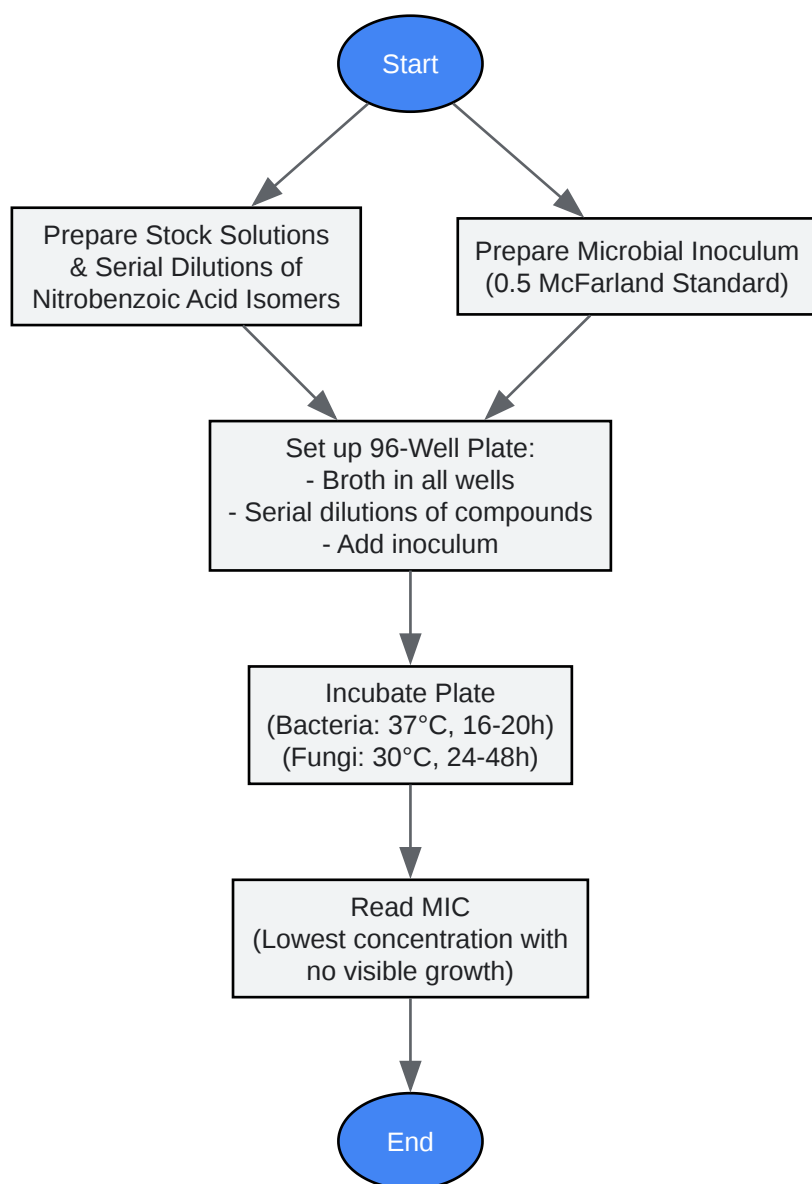 Start
Prepare Stock Solutions
& Serial Dilutions of
Nitrobenzoic Acid Isomers
Prepare Microbial Inoculum
(0.5 McFarland Standard)
Set up 96-Well Plate:
- Broth in all wells
- Serial dilutions of compounds
- Add inoculum
Incubate Plate
(Bacteria: 37°C, 16-20h)
(Fungi: 30°C, 24-48h)
Read MIC
(Lowest concentration with
no visible growth)
End